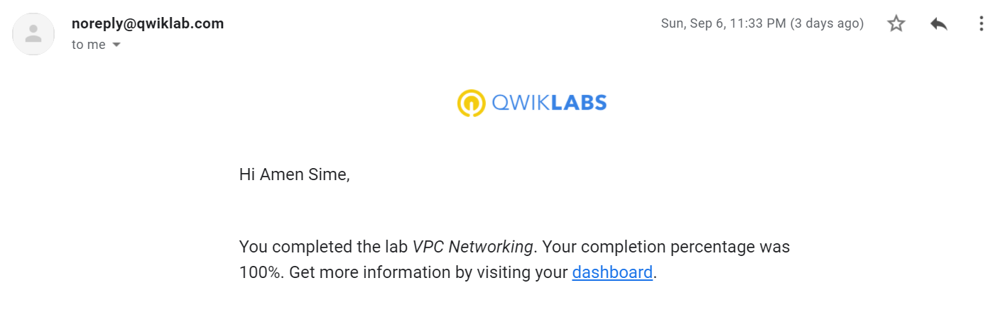 noreply@qwiklab.com
Sun, Sep 6, 11:33 PM (3 days ago)
to me
QWIKLABS
Hi Amen Sime,
You completed the lab VPC Networking. Your completion percentage was
100%. Get more information by visiting your dashboard.